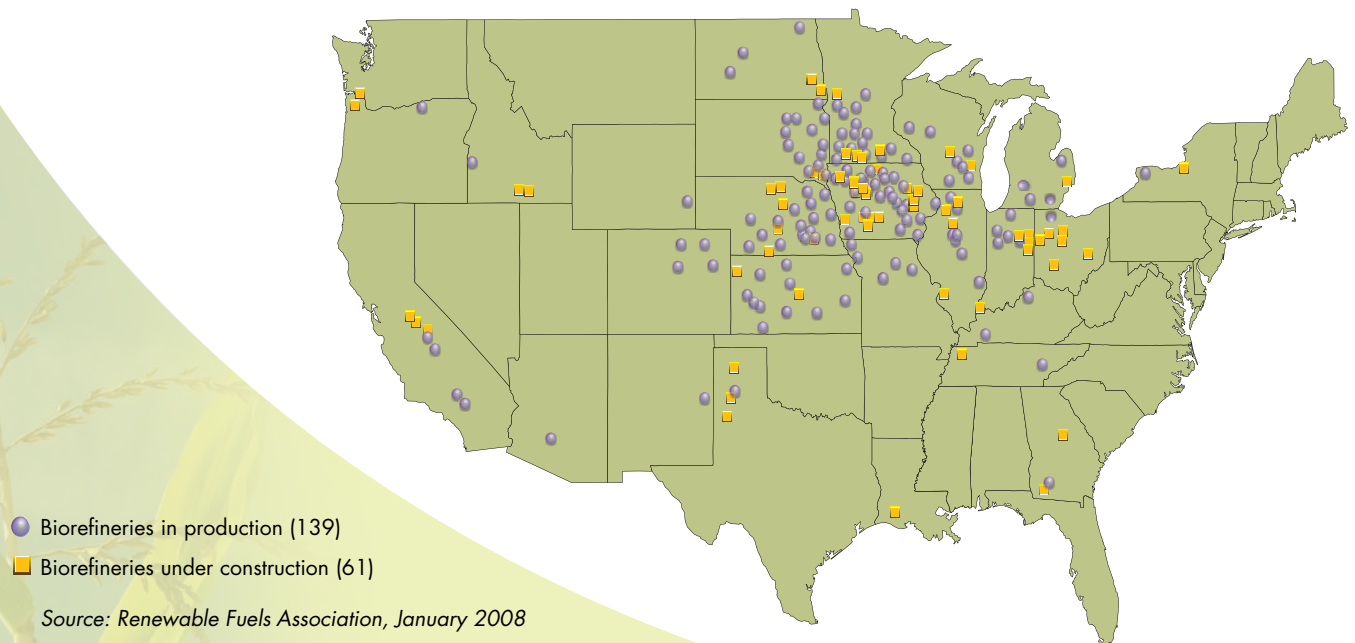 Biorefineries in production (139)
Biorefineries under construction (61)
Source: Renewable Fuels Association, January 2008